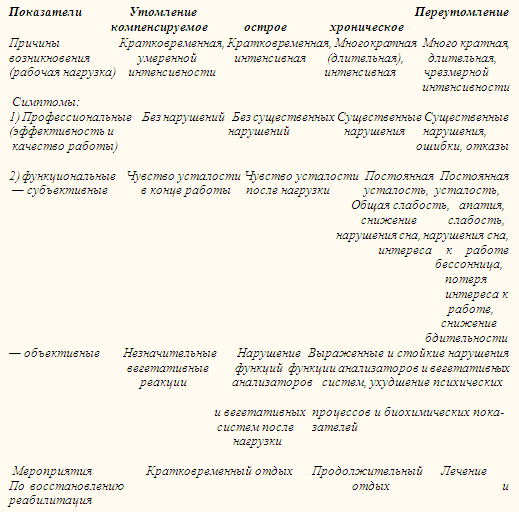 Показатели Утомление Переутомление
компенсируемое острое хроническое
Причины Кратковременная, Кратковременная, Многократная Много кратная,
возникновения умеренной интенсивная (длительная), длительная,
(рабочая нагрузка) интенсивности интенсивная чрезмерной
интенсивности
Симптомы:
1) Профессиональные Без нарушений Без существенных Существенные Существенные
(эффективность и нарушений нарушения нарушения,
качество работы) ошибки, отказы
2) функциональные Чувство усталости Чувство усталости Постоянная Постоянная
— субъективные в конце работы после нагрузки усталость, усталость,
Общая слабость, апатия,
снижение слабость,
нарушения сна, нарушения сна,
интереса к работе
бессонница,
потеря
интереса к
работе,
снижение
бдительности
— объективные Незначительные Нарушение Выраженные и стойкие нарушения
вегетативные функций функции анализаторов и вегетативных
реакции анализаторов систем, ухудшение психических
и вегетативных процессов и биохимических пока-
систем после зателей
нагрузки
Мероприятия Кратковременный отдых Продолжительный Лечение
По восстановлению отдых и
реабилитация